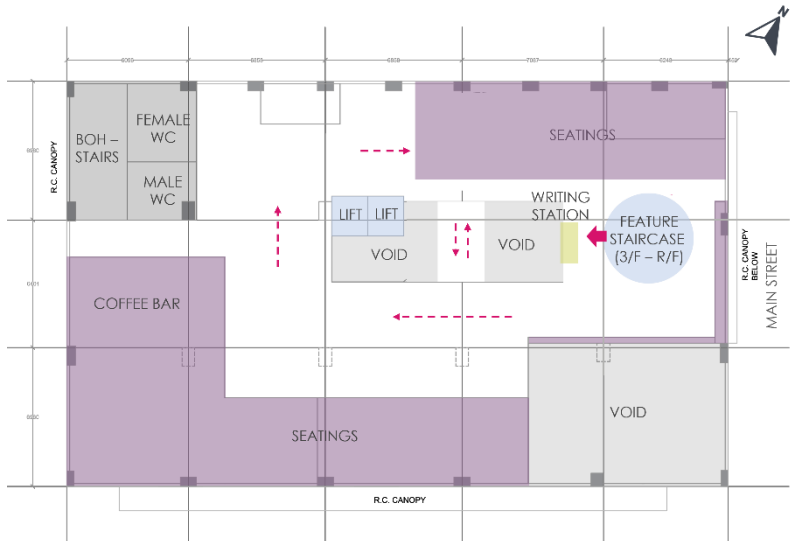 N
FEMALE
WC
BOH –
STAIRS
MALE
WC
R.C. CANOPY
SEATINGS
WRITING
STATION
LIFT
LIFT
VOID
VOID
FEATURE
STAIRCASE
(3/F – R/F)
R.C. CANOPY
BELOW
MAIN STREET
COFFEE BAR
SEATINGS
VOID
R.C. CANOPY